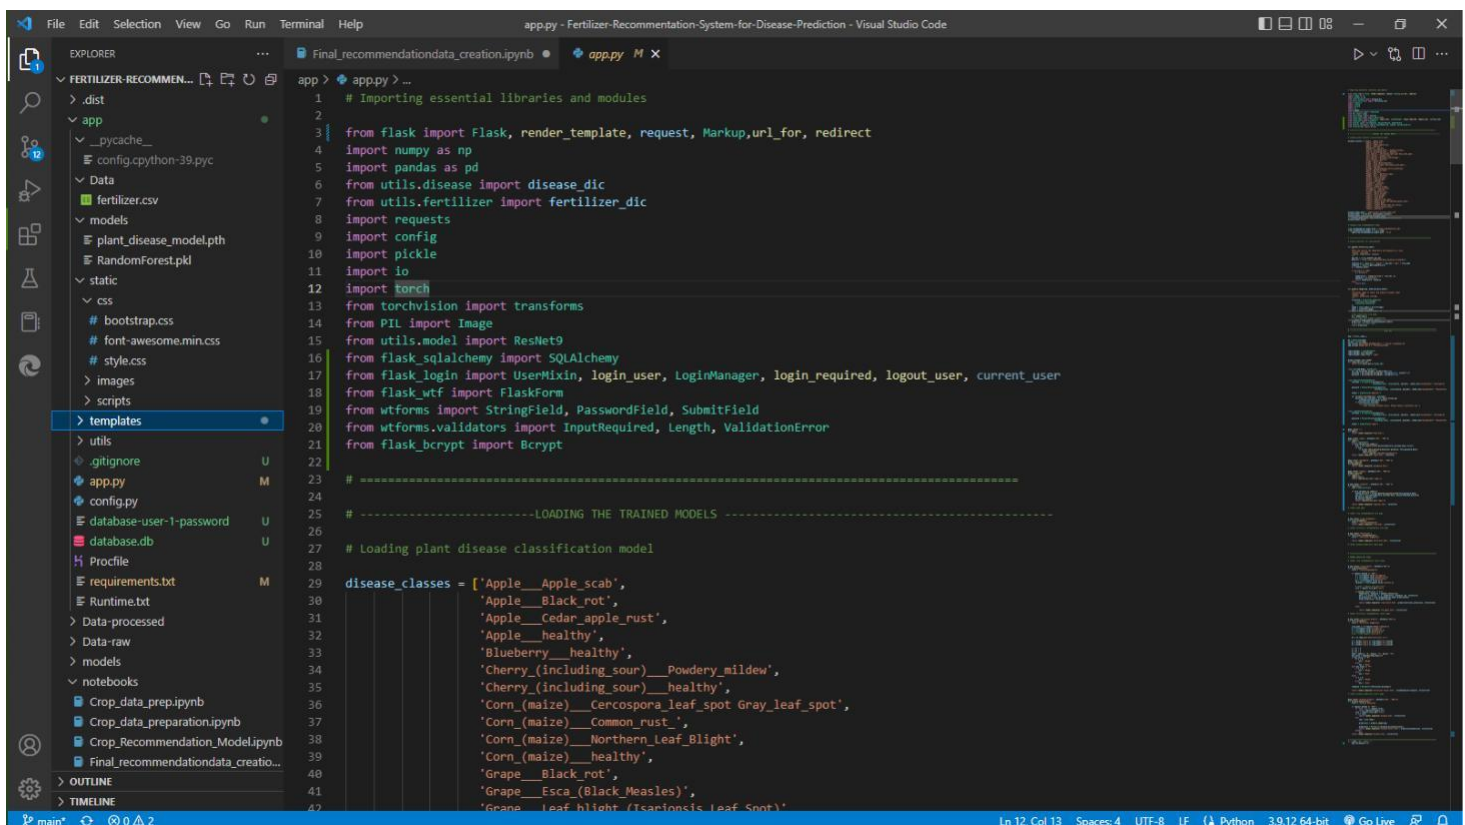 File Edit Selection View Go Run Terminal Help
app.py - Fertilizer-Recommentation-System-for-Disease-Prediction - Visual Studio Code
EXPLORER
Final_recommendationdata_creation.ipynb
app.py M
FERTILIZER-RECOMMEN...
.dist
app
__pycache__
config.cpython-39.pyc
Data
fertilizer.csv
models
plant_disease_model.pth
RandomForest.pkl
static
css
bootstrap.css
font-awesome.min.css
style.css
images
scripts
templates
utils
.gitignore U
app.py M
config.py
database-user-1-password U
database.db U
Procfile
requirements.txt M
Runtime.txt
Data-processed
Data-raw
models
notebooks
Crop_data_prep.ipynb
Crop_data_preparation.ipynb
Crop_Recommendation_Model.ipynb
Final_recommendationdata_creatio...
OUTLINE
TIMELINE
1
12
app > app.py > ...
1 # Importing essential libraries and modules
2
3 from flask import Flask, render_template, request, Markup,url_for, redirect
4 import numpy as np
5 import pandas as pd
6 from utils.disease import disease_dic
7 from utils.fertilizer import fertilizer_dic
8 import requests
9 import config
10 import pickle
11 import io
12 import torch
13 from torchvision import transforms
14 from PIL import Image
15 from utils.model import ResNet9
16 from flask_sqlalchemy import SQLAlchemy
17 from flask_login import UserMixin, login_user, LoginManager, login_required, logout_user, current_user
18 from flask_wtf import FlaskForm
19 from wtforms import StringField, PasswordField, SubmitField
20 from wtforms.validators import InputRequired, Length, ValidationError
21 from flask_bcrypt import Bcrypt
22
23 # ==============================================================================================
24
25 # -------------------------LOADING THE TRAINED MODELS -----------------------------------------------
26
27 # Loading plant disease classification model
28
29 disease_classes = ['Apple___Apple_scab',
30 'Apple___Black_rot',
31 'Apple___Cedar_apple_rust',
32 'Apple___healthy',
33 'Blueberry___healthy',
34 'Cherry_(including_sour)___Powdery_mildew',
35 'Cherry_(including_sour)___healthy',
36 'Corn_(maize)___Cercospora_leaf_spot Gray_leaf_spot',
37 'Corn_(maize)___Common_rust_',
38 'Corn_(maize)___Northern_Leaf_Blight',
39 'Corn_(maize)___healthy',
40 'Grape___Black_rot',
41 'Grape___Esca_(Black_Measles)',
42 'Grape___Leaf_blight_(Isariopsis_Leaf_Spot)'
main* 0 2
Ln 12, Col 13 Spaces: 4 UTF-8 LF Python 3.9.12 64-bit Go Live